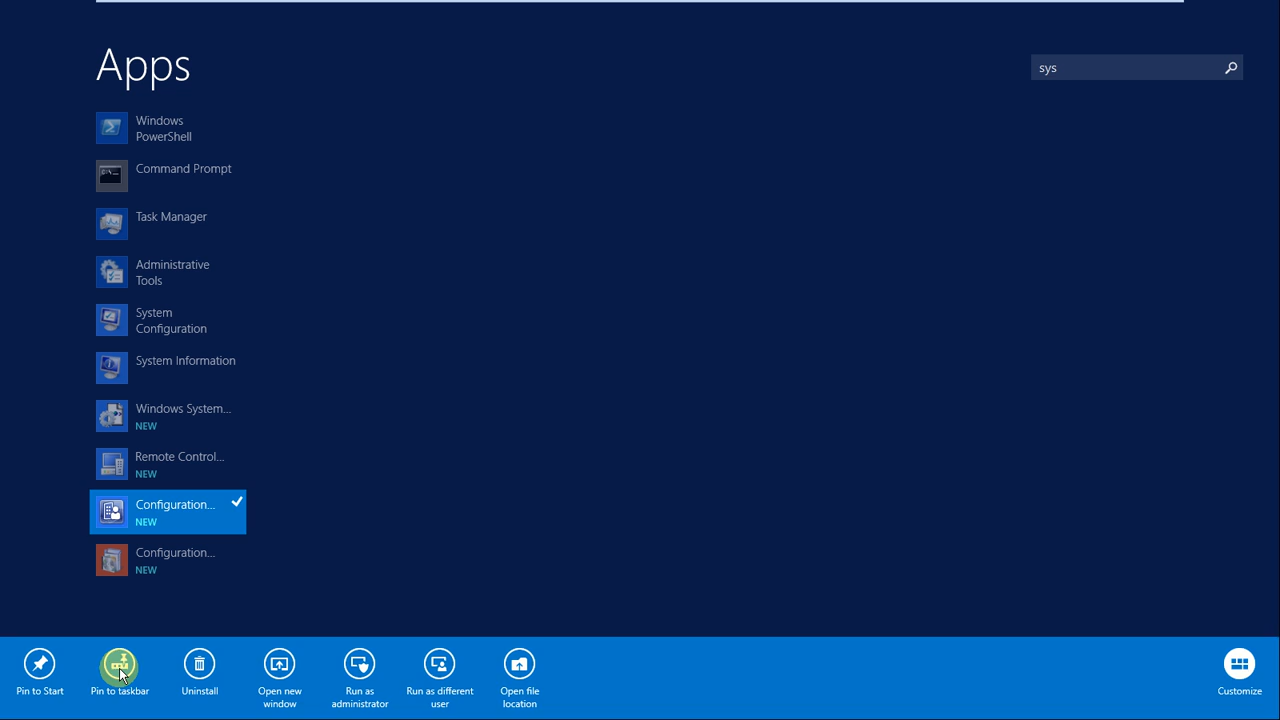 Apps
sys
Windows
PowerShell
Command Prompt
Task Manager
Administrative
Tools
System
Configuration
System Information
Windows System...
NEW
Remote Control...
NEW
Configuration...
NEW
Configuration...
NEW
Pin to Start
Pin to taskbar
Uninstall
Open new
window
Run as
administrator
Run as different
user
Open file
location
Customize